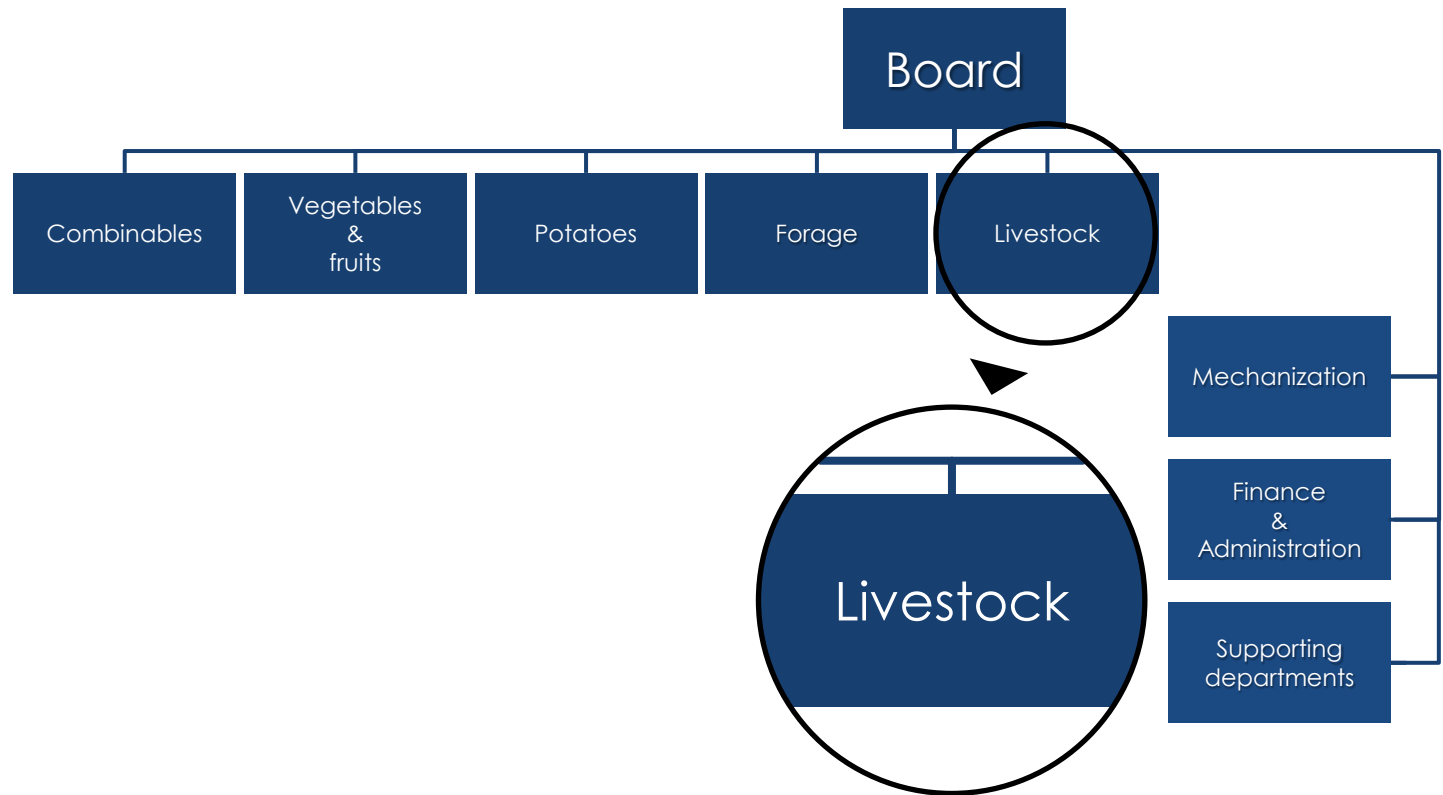 Board
Combinables
Vegetables
&
fruits
Potatoes
Forage
Livestock
Mechanization
Finance
&
Administration
Livestock
Supporting
departments